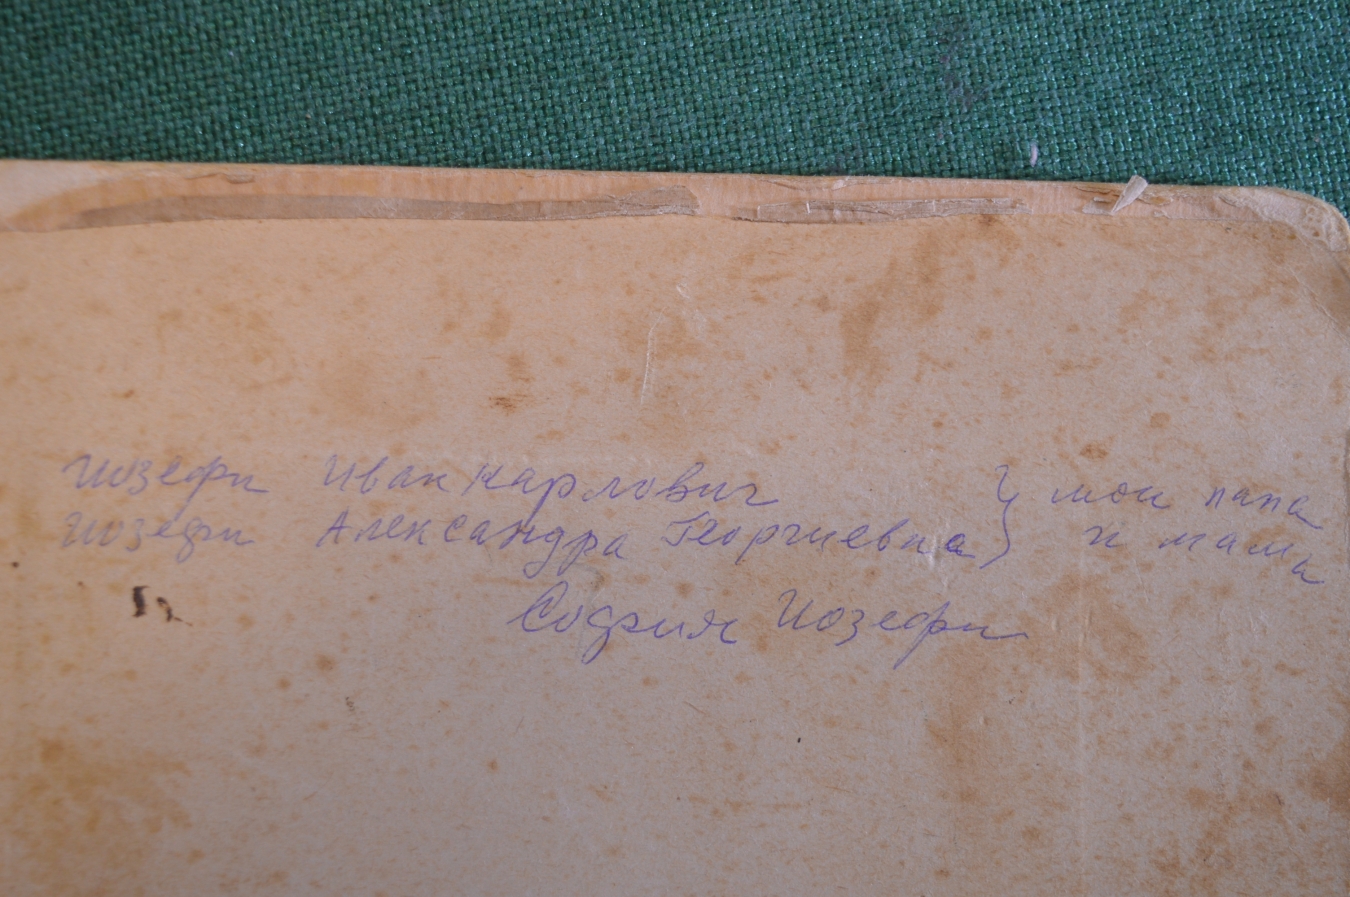 Иозефи Иван Карлович } мои папа
Иозефи Александра Георгиевна } и мама
София Иозефи